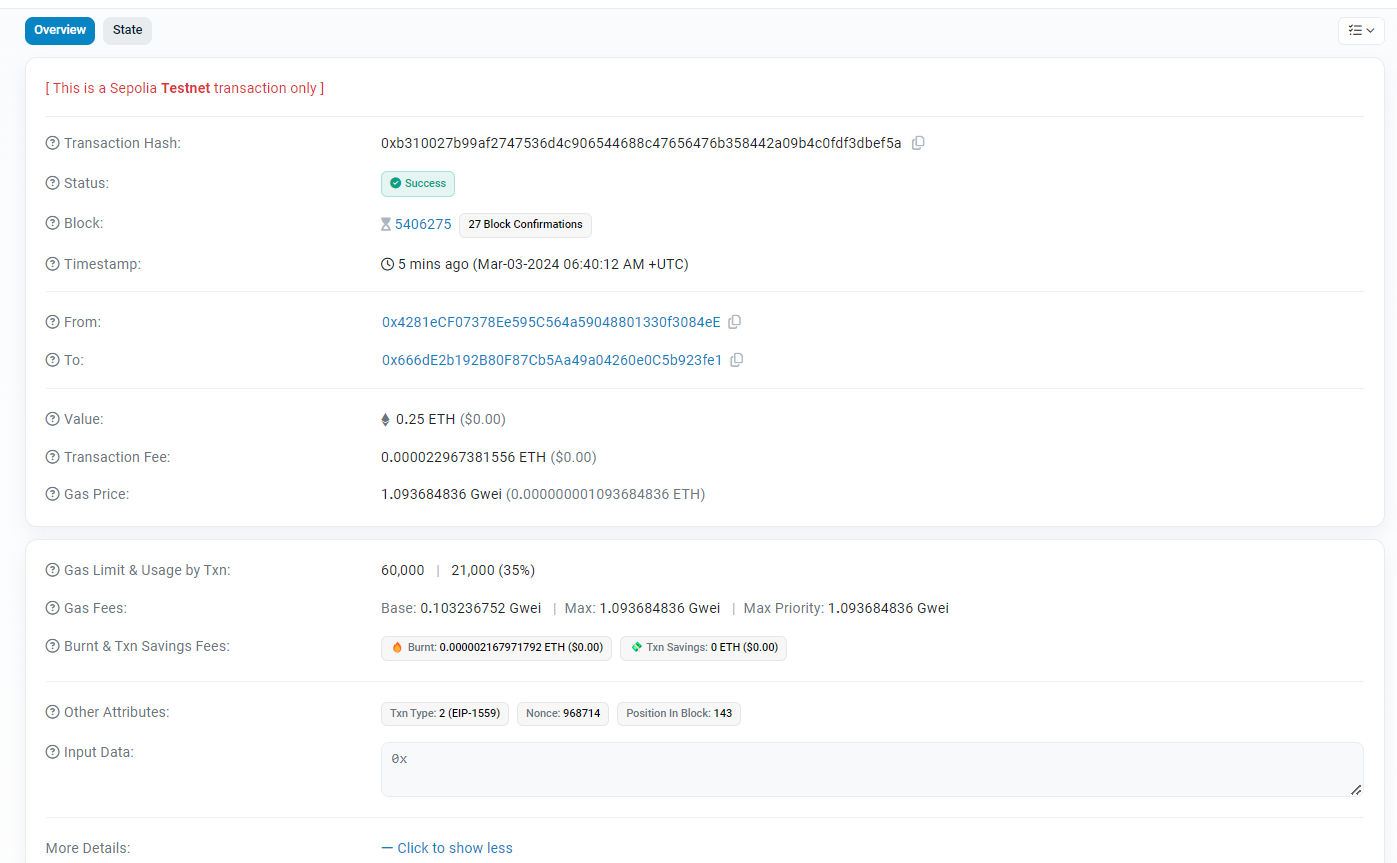 Overview State
[ This is a Sepolia Testnet transaction only ]
Transaction Hash: 0xb310027b99af2747536d4c906544688c47656476b358442a09b4c0fdf3dbef5a
Status: Success
Block: 5406275 27 Block Confirmations
Timestamp: 5 mins ago (Mar-03-2024 06:40:12 AM +UTC)
From: 0x4281eCF07378Ee595C564a59048801330f3084eE
To: 0x666dE2b192B80F87Cb5Aa49a04260e0C5b923fe1
Value: 0.25 ETH ($0.00)
Transaction Fee: 0.000022967381556 ETH ($0.00)
Gas Price: 1.093684836 Gwei (0.000000001093684836 ETH)
Gas Limit & Usage by Txn: 60,000 | 21,000 (35%)
Gas Fees: Base: 0.103236752 Gwei | Max: 1.093684836 Gwei | Max Priority: 1.093684836 Gwei
Burnt & Txn Savings Fees: Burnt: 0.000002167971792 ETH ($0.00) Txn Savings: 0 ETH ($0.00)
Other Attributes: Txn Type: 2 (EIP-1559) Nonce: 968714 Position In Block: 143
Input Data: 0x
More Details: — Click to show less